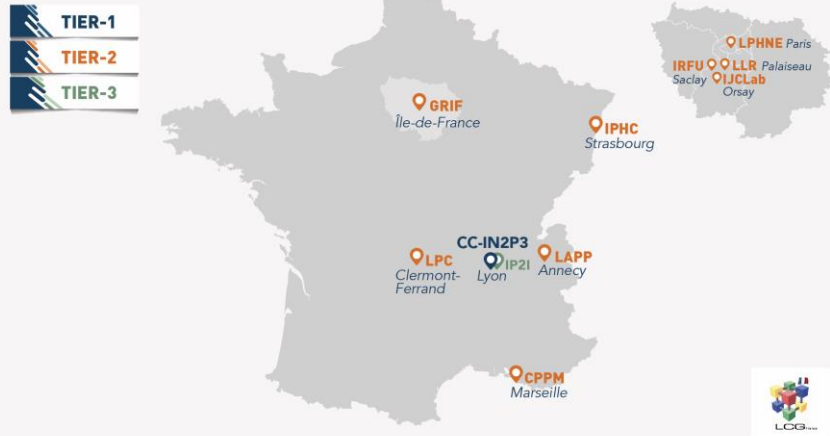 TIER-1
TIER-2
TIER-3
GRIF
Île-de-France
IPHC
Strasbourg
CC-IN2P3
LPC
Clermont-
Ferrand
Lyon
IP2I
LAPP
Annecy
CPPM
Marseille
LPHNE Paris
IRFU LLR Palaiseau
Saclay IJCLab
Orsay
LCG